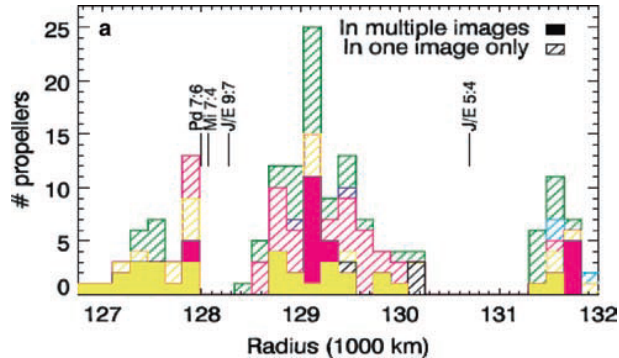 a
In multiple images
In one image only
25
20
15
10
5
0
# propellers
Pd 7:6
Mi 7:4
J/E 9:7
J/E 5:4
127 128 129 130 131 132
Radius (1000 km)